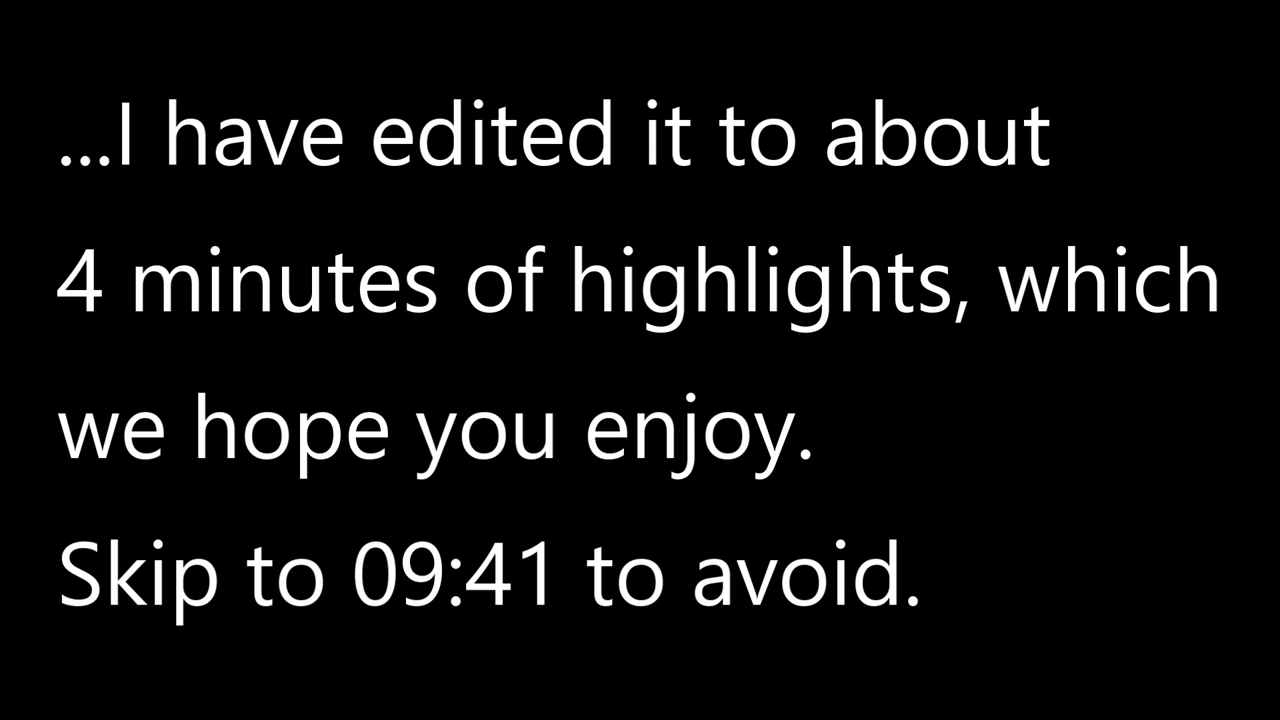 ...I have edited it to about
4 minutes of highlights, which
we hope you enjoy.
Skip to 09:41 to avoid.